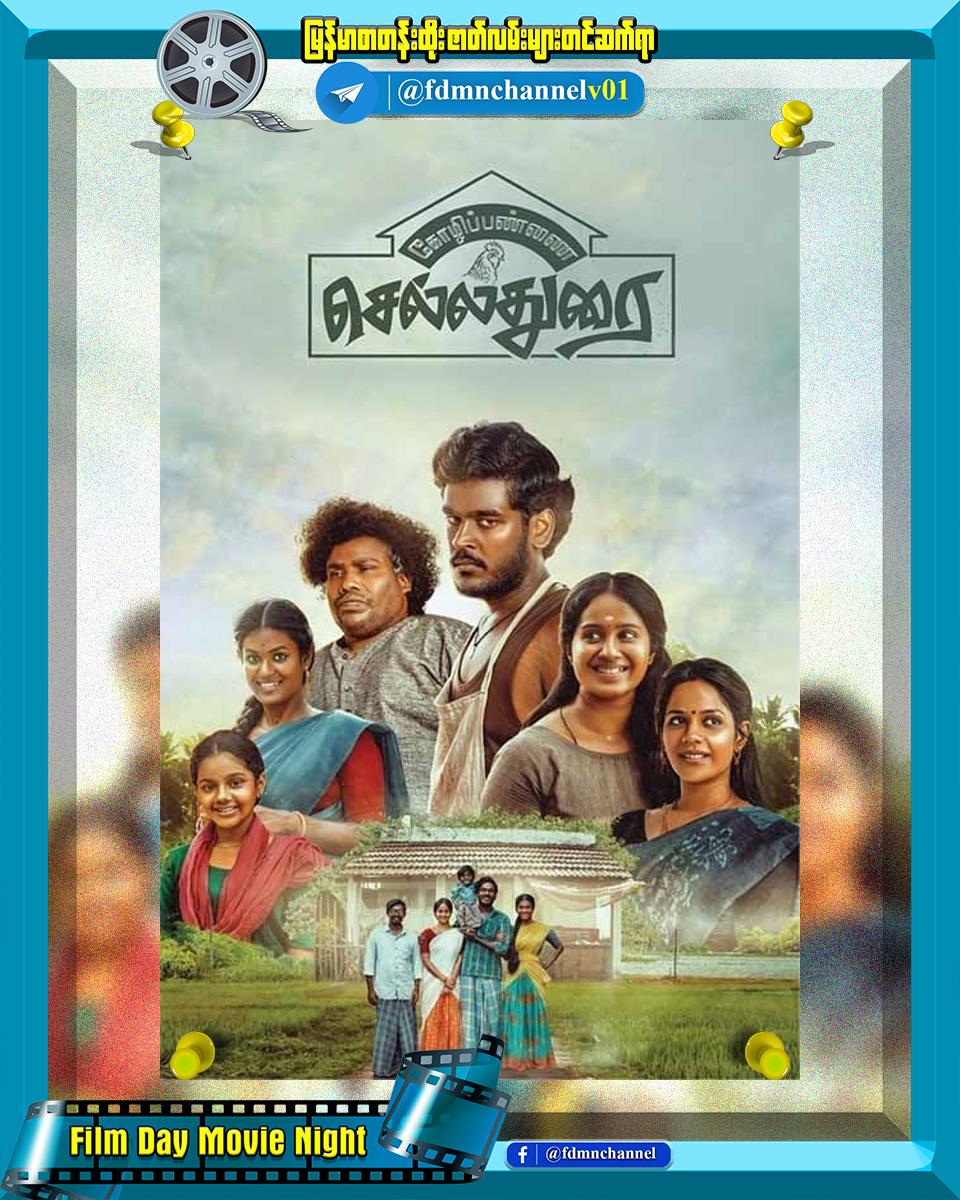 မြန်မာစာတန်းထိုးဇာတ်လမ်းများတင်ဆက်ရာ
@fdmnchannelv01
கோழிப்பண்ணை
செல்லதுரை
Film Day Movie Night
@fdmnchannel